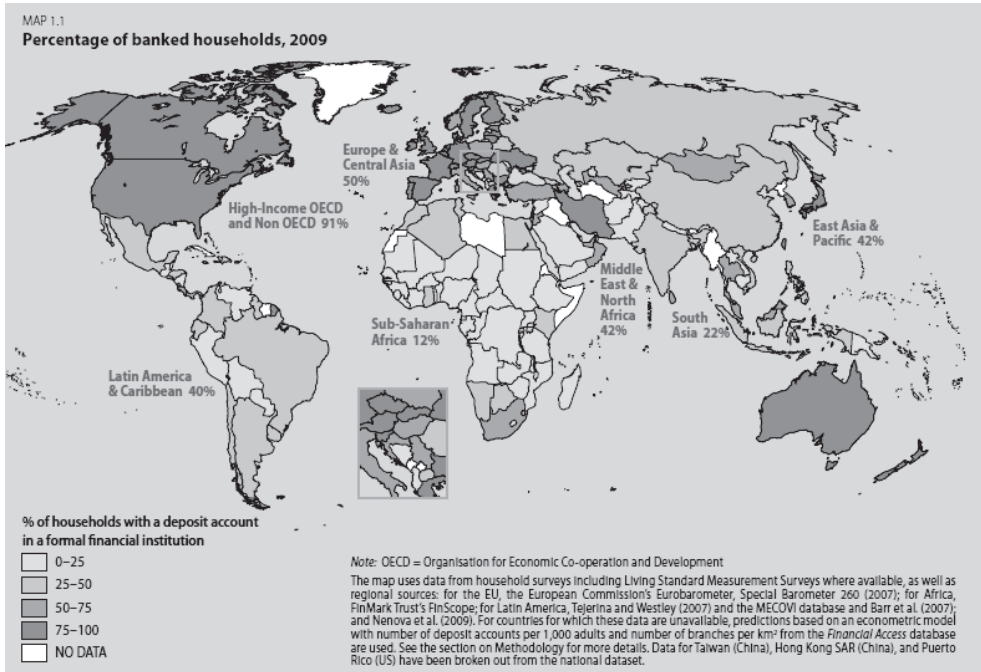 MAP 1.1
Percentage of banked households, 2009
Europe &
Central Asia
50%
High-Income OECD
and Non OECD 91%
East Asia &
Pacific 42%
Middle
East &
North
Africa
42%
South
Asia 22%
Sub-Saharan
Africa 12%
Latin America
& Caribbean 40%
% of households with a deposit account
in a formal financial institution
0–25
25–50
50–75
75–100
NO DATA
Note: OECD = Organisation for Economic Co-operation and Development
The map uses data from household surveys including Living Standard Measurement Surveys where available, as well as
regional sources: for the EU, the European Commission's Eurobarometer, Special Barometer 260 (2007); for Africa,
FinMark Trust's FinScope; for Latin America, Tejerina and Westley (2007) and the MECOVI database and Barr et al. (2007);
and Nenova et al. (2009). For countries for which these data are unavailable, predictions based on an econometric model
with number of deposit accounts per 1,000 adults and number of branches per km² from the Financial Access database
are used. See the section on Methodology for more details. Data for Taiwan (China), Hong Kong SAR (China), and Puerto
Rico (US) have been broken out from the national dataset.